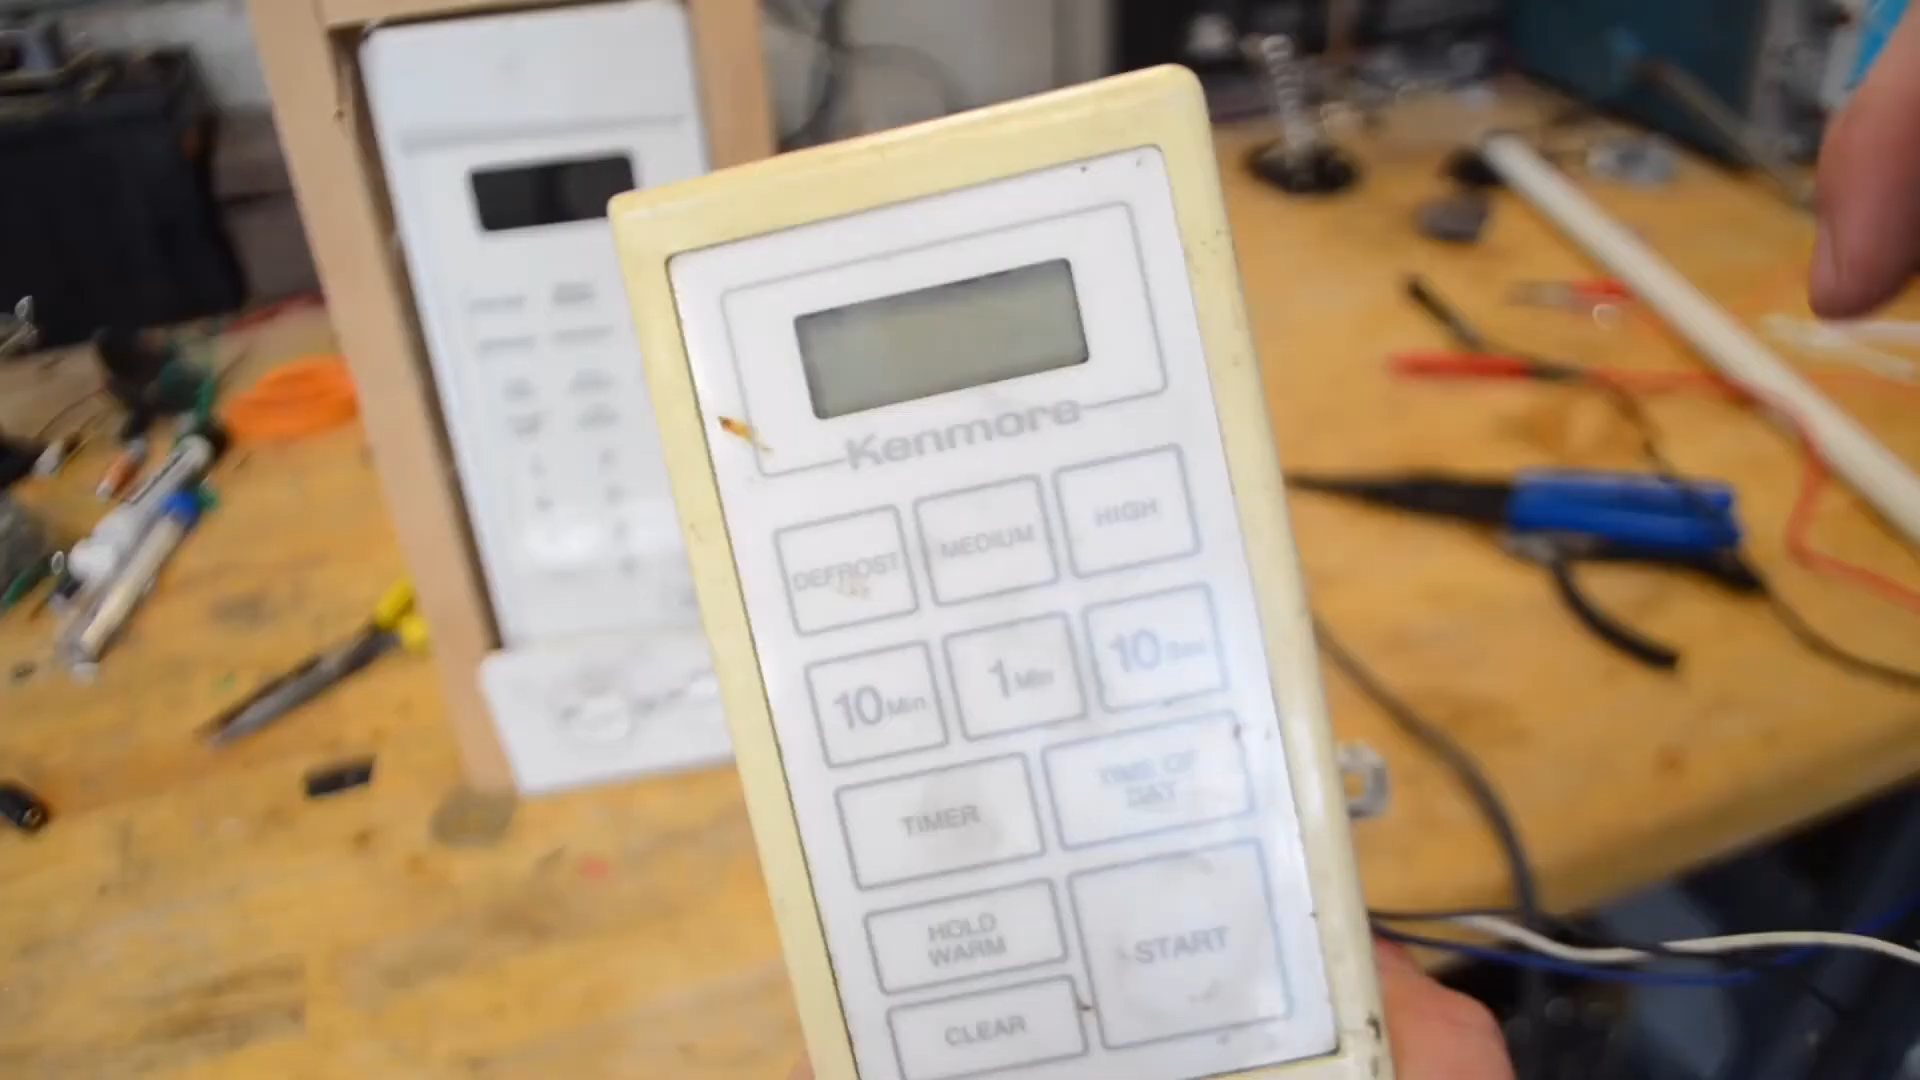 Kenmore
DEFROST MEDIUM HIGH
10 Min 1 Min 10 Sec
TIMER TIME OF DAY
HOLD WARM START
CLEAR